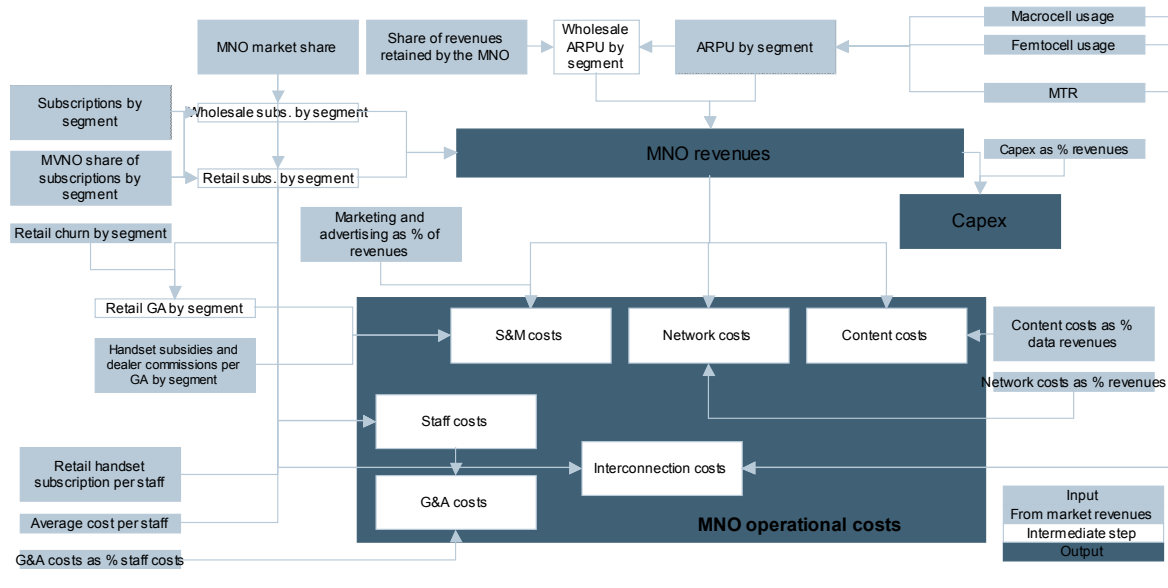 MNO market share
Share of revenues
retained by the MNO
Wholesale
ARPU by
segment
ARPU by segment
Macrocell usage
Femtocell usage
MTR
Subscriptions by
segment
Wholesale subs. by segment
MVNO share of
subscriptions by
segment
Retail subs. by segment
MNO revenues
Capex as % revenues
Capex
Retail churn by segment
Marketing and
advertising as % of
revenues
Retail GA by segment
S&M costs
Network costs
Content costs
Content costs as %
data revenues
Handset subsidies and
dealer commissions per
GA by segment
Network costs as % revenues
Staff costs
Retail handset
subscription per staff
Interconnection costs
G&A costs
Average cost per staff
MNO operational costs
G&A costs as % staff costs
Input
From market revenues
Intermediate step
Output